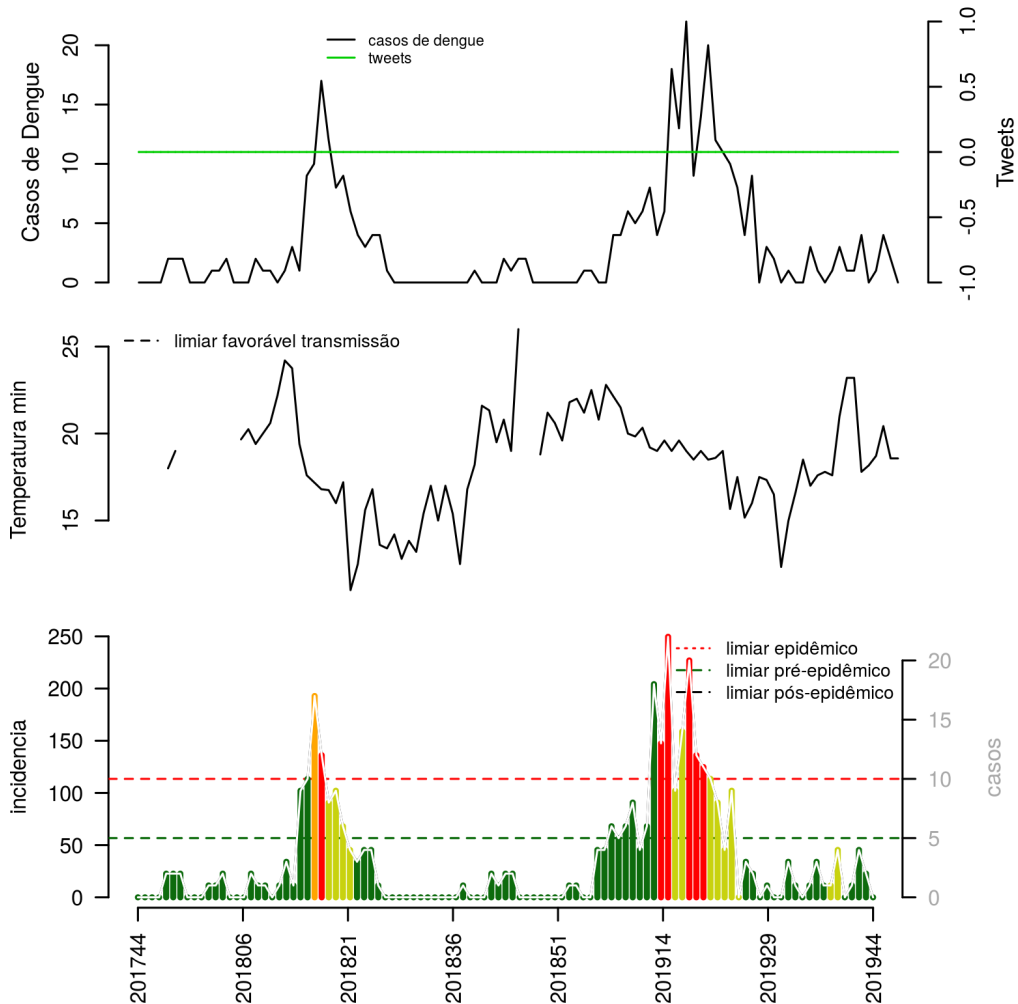 Casos de Dengue
0
5
10
15
20
casos de dengue
tweets
-1.0
-0.5
0.0
0.5
1.0
Tweets
Temperatura min
15
20
25
limiar favorável transmissão
incidencia
0
50
100
150
200
250
limiar epidêmico
limiar pré-epidêmico
limiar pós-epidêmico
0
5
10
15
20
casos
201744
201806
201821
201836
201851
201914
201929
201944